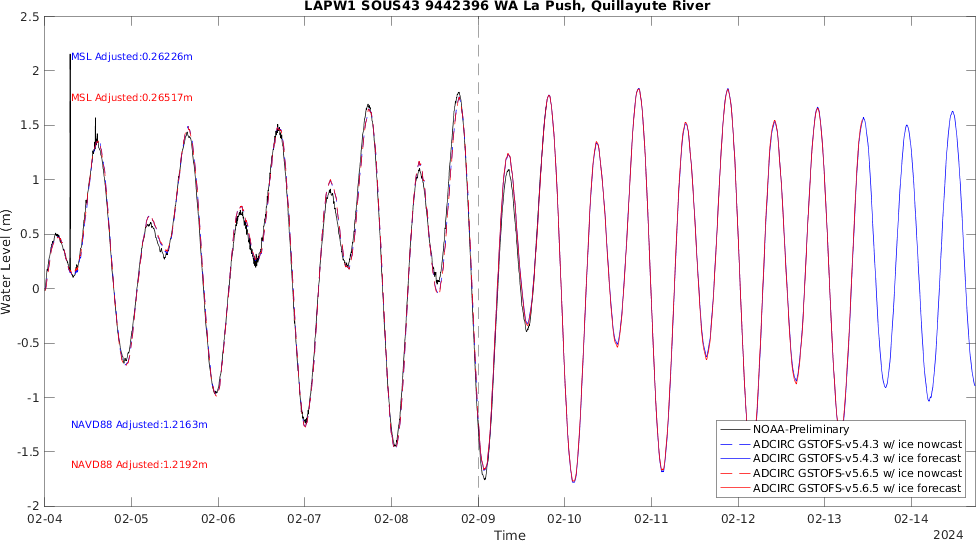 LAPW1 SOUS43 9442396 WA La Push, Quillayute River
2.5
2
1.5
1
0.5
0
-0.5
-1
-1.5
-2
Water Level (m)
MSL Adjusted:0.26226m
MSL Adjusted:0.26517m
NAVD88 Adjusted:1.2163m
NAVD88 Adjusted:1.2192m
NOAA-Preliminary
ADCIRC GSTOFS-v5.4.3 w/ ice nowcast
ADCIRC GSTOFS-v5.4.3 w/ ice forecast
ADCIRC GSTOFS-v5.6.5 w/ ice nowcast
ADCIRC GSTOFS-v5.6.5 w/ ice forecast
02-04 02-05 02-06 02-07 02-08 02-09 02-10 02-11 02-12 02-13 02-14
Time
2024